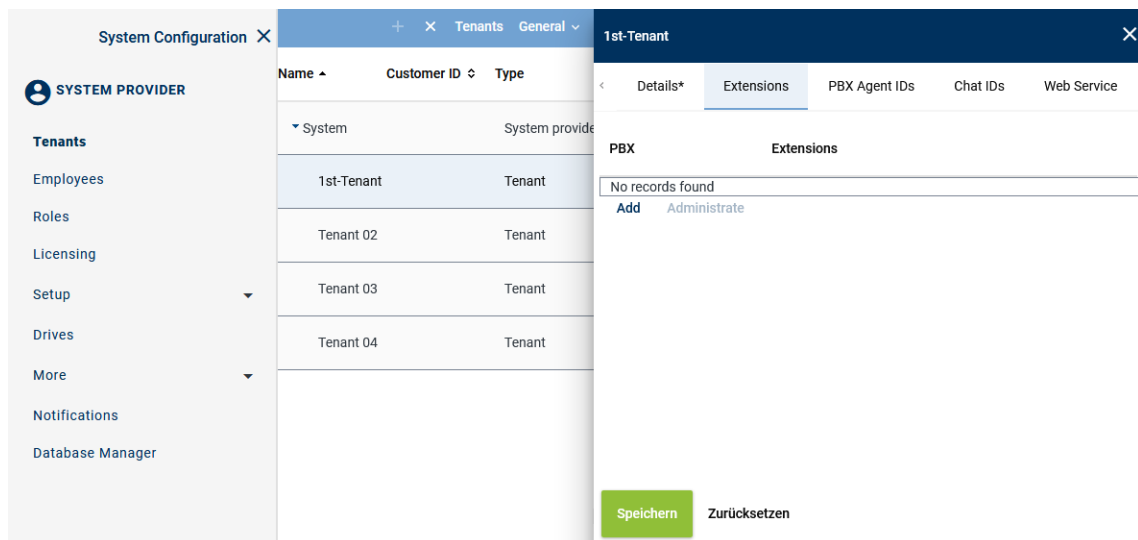 System Configuration
SYSTEM PROVIDER
Tenants
Employees
Roles
Licensing
Setup
Drives
More
Notifications
Database Manager
Tenants General
Name Customer ID Type
System System provide
1st-Tenant Tenant
Tenant 02 Tenant
Tenant 03 Tenant
Tenant 04 Tenant
1st-Tenant
Details* Extensions PBX Agent IDs Chat IDs Web Service
PBX Extensions
No records found
Add Administrate
Speichern Zurücksetzen